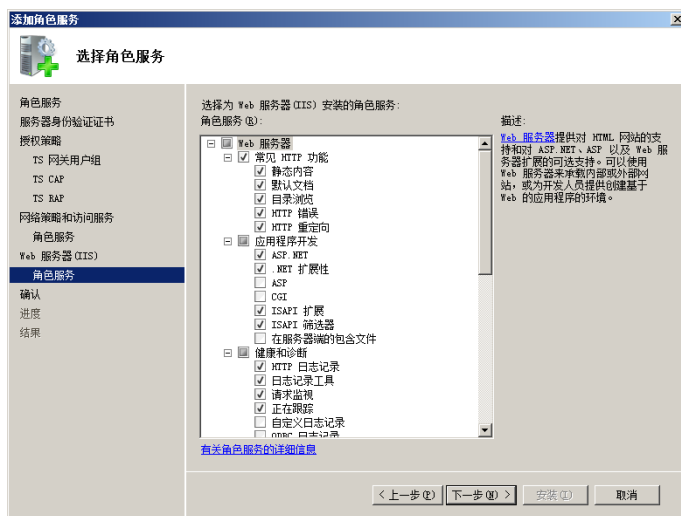 添加角色服务
选择角色服务
角色服务
服务器身份验证证书
授权策略
TS 网关用户组
TS CAP
TS RAP
网络策略和访问服务
角色服务
Web 服务器(IIS)
角色服务
确认
进度
结果
选择为 Web 服务器(IIS) 安装的角色服务:
角色服务(R):
Web 服务器
常见 HTTP 功能
静态内容
默认文档
目录浏览
HTTP 错误
HTTP 重定向
应用程序开发
ASP.NET
.NET 扩展性
ASP
CGI
ISAPI 扩展
ISAPI 筛选器
在服务器端的包含文件
健康和诊断
HTTP 日志记录
日志记录工具
请求监视
正在跟踪
自定义日志记录
ODBC 日志记录
有关角色服务的详细信息
描述:
Web 服务器提供对 HTML 网站的支
持和对 ASP.NET、ASP 以及 Web 服
务器扩展的可选支持。可以使用
Web 服务器来承载内部或外部网
站，或为开发人员提供创建基于
Web 的应用程序的环境。
< 上一步(P)
下一步(N) >
安装(I)
取消